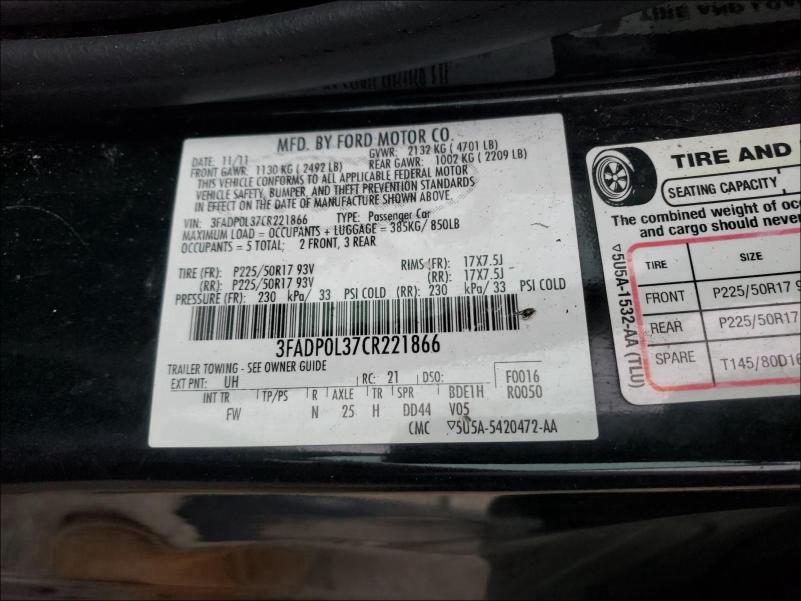 MFD. BY FORD MOTOR CO.
DATE: 11/11 GVWR: 2132 KG ( 4701 LB)
FRONT GAWR: 1130 KG ( 2492 LB) REAR GAWR: 1002 KG ( 2209 LB)
THIS VEHICLE CONFORMS TO ALL APPLICABLE FEDERAL MOTOR
VEHICLE SAFETY, BUMPER, AND THEFT PREVENTION STANDARDS
IN EFFECT ON THE DATE OF MANUFACTURE SHOWN ABOVE
VIN: 3FADP0L37CR221866 TYPE: Passenger Car
MAXIMUM LOAD = OCCUPANTS + LUGGAGE = 385KG/ 850LB
OCCUPANTS = 5 TOTAL; 2 FRONT, 3 REAR
TIRE (FR): P225/50R17 93V RIMS (FR): 17X7.5J
(RR): P225/50R17 93V (RR): 17X7.5J
PRESSURE (FR): 230 kPa/ 33 PSI COLD (RR): 230 kPa/ 33 PSI COLD
3FADP0L37CR221866
TRAILER TOWING - SEE OWNER GUIDE
EXT PNT: UH RC: 21 DSO: F0016
INT TR TP/PS R AXLE TR SPR BDE1H R0050
FW N 25 H DD44 V05
CMC ▽5U5A-5420472-AA
TIRE AND
SEATING CAPACITY
The combined weight of occ
and cargo should never
TIRE SIZE
FRONT P225/50R17 9
REAR P225/50R17
SPARE T145/80D16
▽5U5A-1532-AA (TLU)